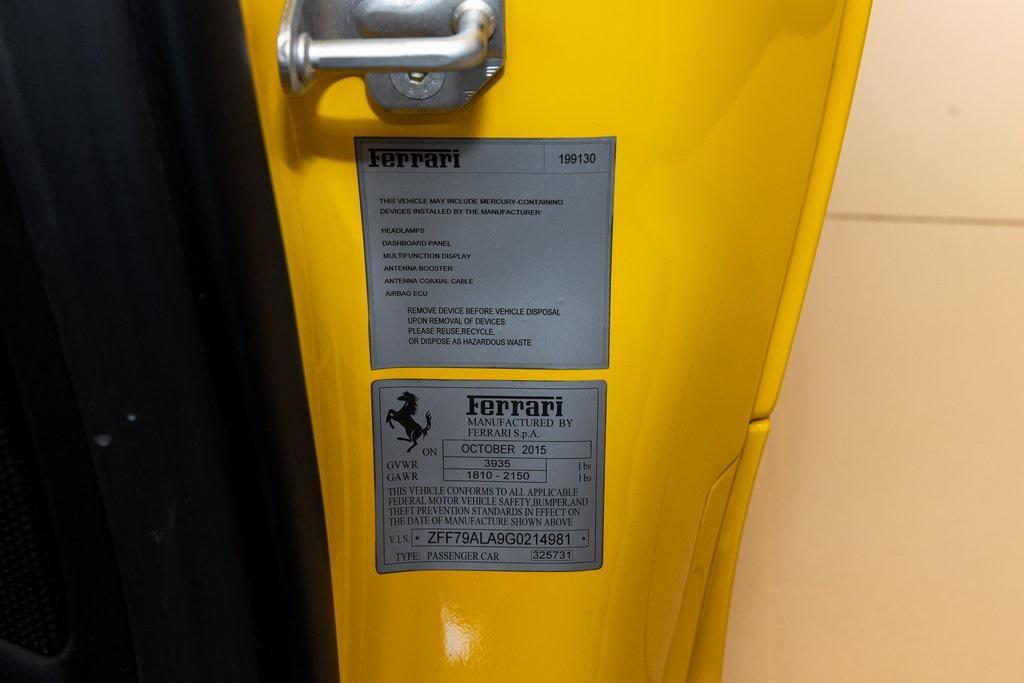 Ferrari 199130
THIS VEHICLE MAY INCLUDE MERCURY-CONTAINING
DEVICES INSTALLED BY THE MANUFACTURER:
HEADLAMPS
DASHBOARD PANEL
MULTIFUNCTION DISPLAY
ANTENNA BOOSTER
ANTENNA COAXIAL CABLE
AIRBAG ECU
REMOVE DEVICE BEFORE VEHICLE DISPOSAL
UPON REMOVAL OF DEVICES:
PLEASE REUSE,RECYCLE,
OR DISPOSE AS HAZARDOUS WASTE
Ferrari
MANUFACTURED BY
FERRARI S.p.A.
ON OCTOBER 2015
GVWR 3935 lbs
GAWR 1810 - 2150 lbs
THIS VEHICLE CONFORMS TO ALL APPLICABLE
FEDERAL MOTOR VEHICLE SAFETY,BUMPER,AND
THEFT PREVENTION STANDARDS IN EFFECT ON
THE DATE OF MANUFACTURE SHOWN ABOVE
V.I.N. * ZFF79ALA9G0214981 *
TYPE: PASSENGER CAR 325731